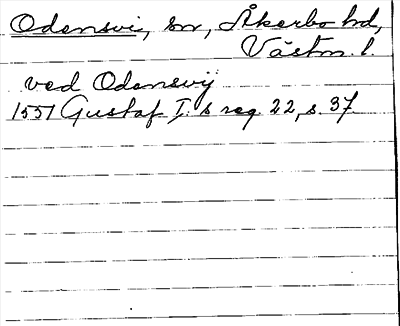 Odensvi, sn, Åkerbo hd,
Västm. l.
ved Odensvij
1551 Gustaf I:s reg. 22, s. 37